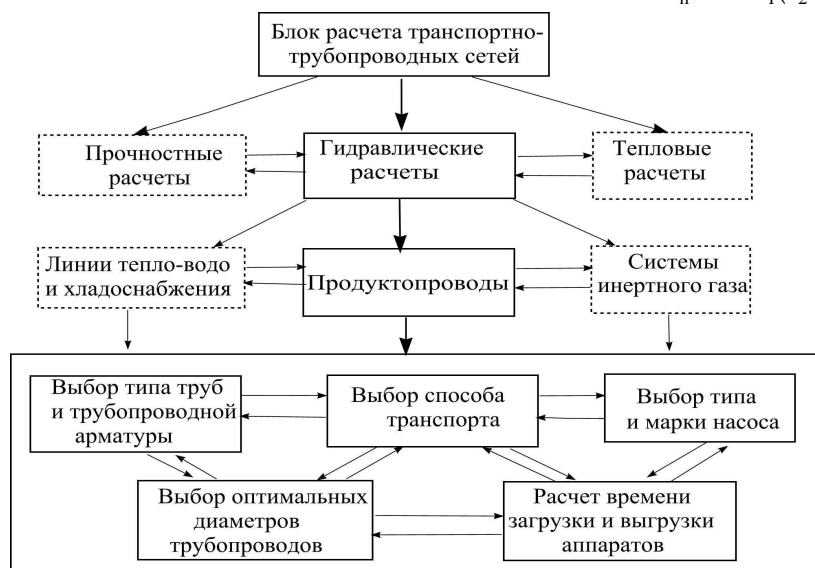 Блок расчета транспортно-
трубопроводных сетей
Прочностные
расчеты
Гидравлические
расчеты
Тепловые
расчеты
Линии тепло-водо
и хладоснабжения
Продуктопроводы
Системы
инертного газа
Выбор типа труб
и трубопроводной
арматуры
Выбор способа
транспорта
Выбор типа
и марки насоса
Выбор оптимальных
диаметров
трубопроводов
Расчет времени
загрузки и выгрузки
аппаратов